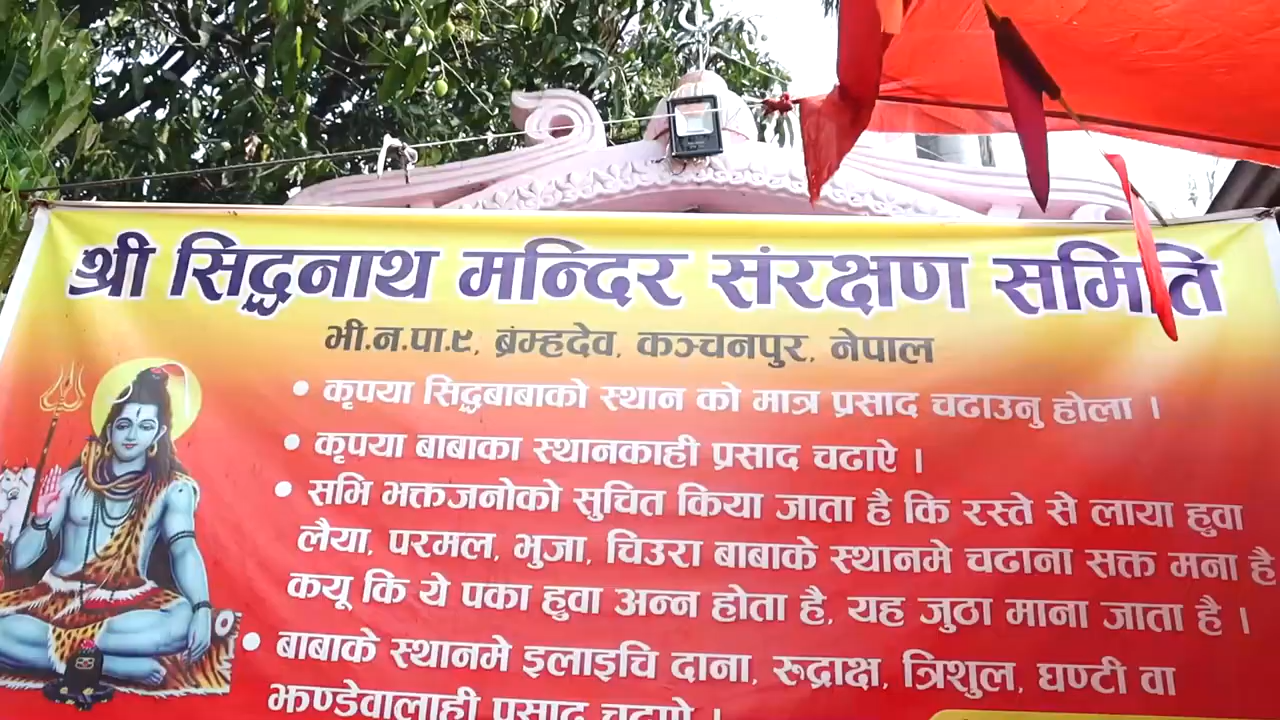 श्री सिद्धनाथ मन्दिर संरक्षण समिति
भी.न.पा.९, ब्रम्हदेव, कञ्चनपुर, नेपाल
• कृपया सिद्धबाबाको स्थान को मात्र प्रसाद चढाउनु होला ।
• कृपया बाबाका स्थानकाही प्रसाद चढाऐ ।
• सभि भक्तजनोको सुचित किया जाता है कि रस्ते से लाया हुवा
लैया, परमल, भुजा, चिउरा बाबाके स्थानमे चढाना सक्त मना है
कयू कि ये पका हुवा अन्न होता है, यह जुठा माना जाता है ।
• बाबाके स्थानमे इलाइचि दाना, रूद्राक्ष, त्रिशुल, घण्टी वा
झण्डेवालाही प्रसाद चढाऐ ।